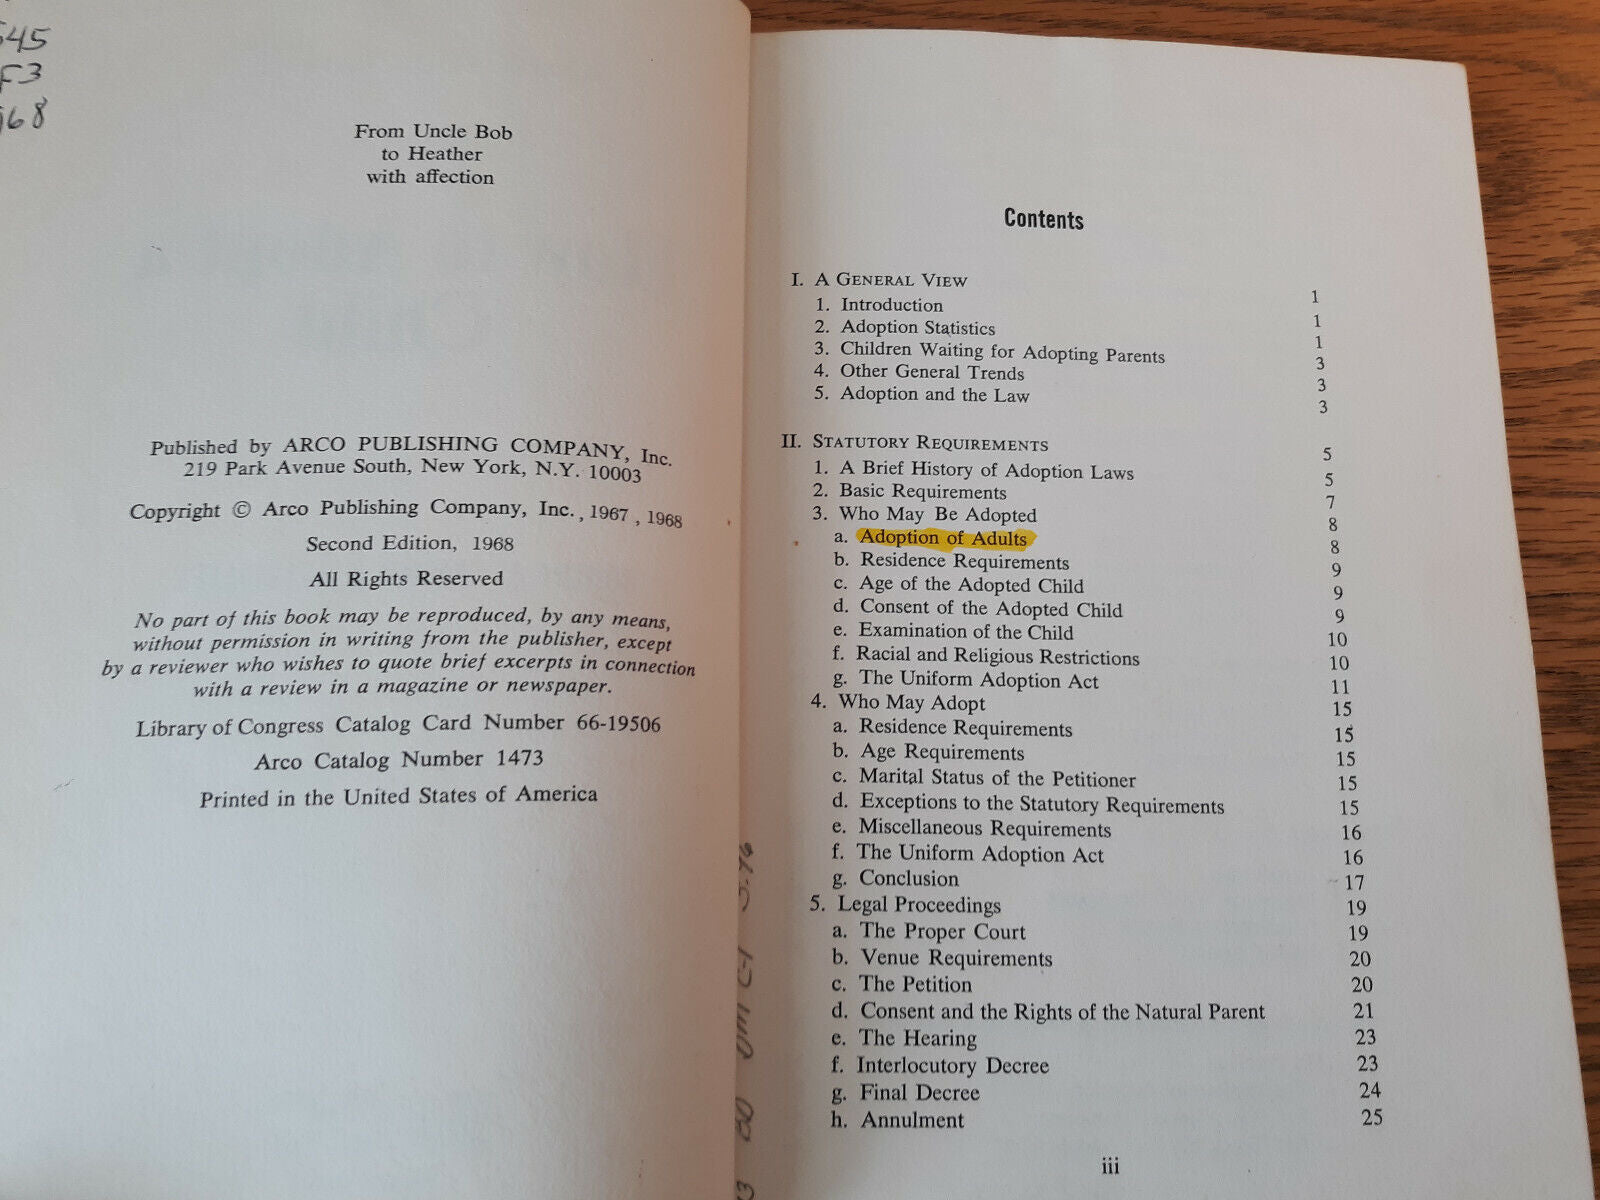 545
F3
968
From Uncle Bob
to Heather
with affection
Published by ARCO PUBLISHING COMPANY, Inc.
219 Park Avenue South, New York, N.Y. 10003
Copyright © Arco Publishing Company, Inc., 1967, 1968
Second Edition, 1968
All Rights Reserved
No part of this book may be reproduced, by any means,
without permission in writing from the publisher, except
by a reviewer who wishes to quote brief excerpts in connection
with a review in a magazine or newspaper.
Library of Congress Catalog Card Number 66-19506
Arco Catalog Number 1473
Printed in the United States of America
Contents
I. A GENERAL VIEW 1
1. Introduction 1
2. Adoption Statistics 1
3. Children Waiting for Adopting Parents 3
4. Other General Trends 3
5. Adoption and the Law 3
II. STATUTORY REQUIREMENTS 5
1. A Brief History of Adoption Laws 5
2. Basic Requirements 7
3. Who May Be Adopted 8
a. Adoption of Adults 8
b. Residence Requirements 9
c. Age of the Adopted Child 9
d. Consent of the Adopted Child 9
e. Examination of the Child 10
f. Racial and Religious Restrictions 10
g. The Uniform Adoption Act 11
4. Who May Adopt 15
a. Residence Requirements 15
b. Age Requirements 15
c. Marital Status of the Petitioner 15
d. Exceptions to the Statutory Requirements 15
e. Miscellaneous Requirements 16
f. The Uniform Adoption Act 16
g. Conclusion 17
5. Legal Proceedings 19
a. The Proper Court 19
b. Venue Requirements 20
c. The Petition 20
d. Consent and the Rights of the Natural Parent 21
e. The Hearing 23
f. Interlocutory Decree 23
g. Final Decree 24
h. Annulment 25
iii